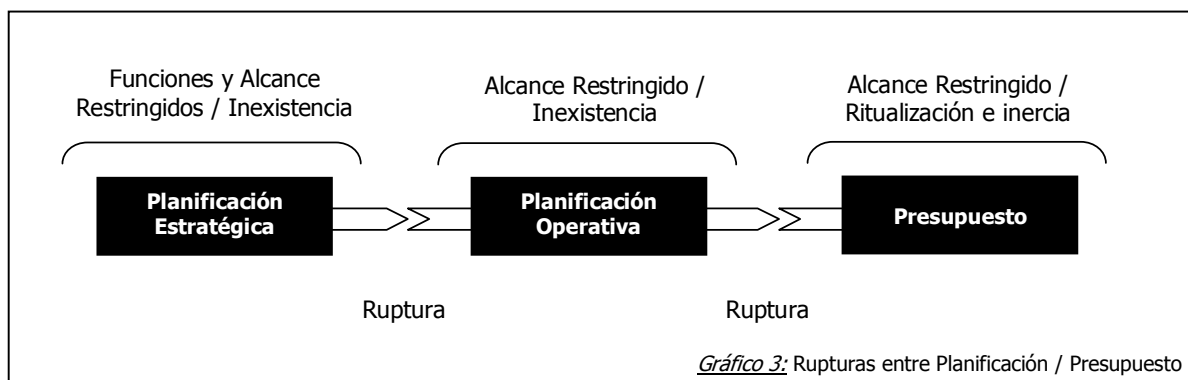 Funciones y Alcance
Restringidos / Inexistencia
Alcance Restringido /
Inexistencia
Alcance Restringido /
Ritualización e inercia
Planificación
Estratégica
Planificación
Operativa
Presupuesto
Ruptura
Ruptura
Gráfico 3: Rupturas entre Planificación / Presupuesto